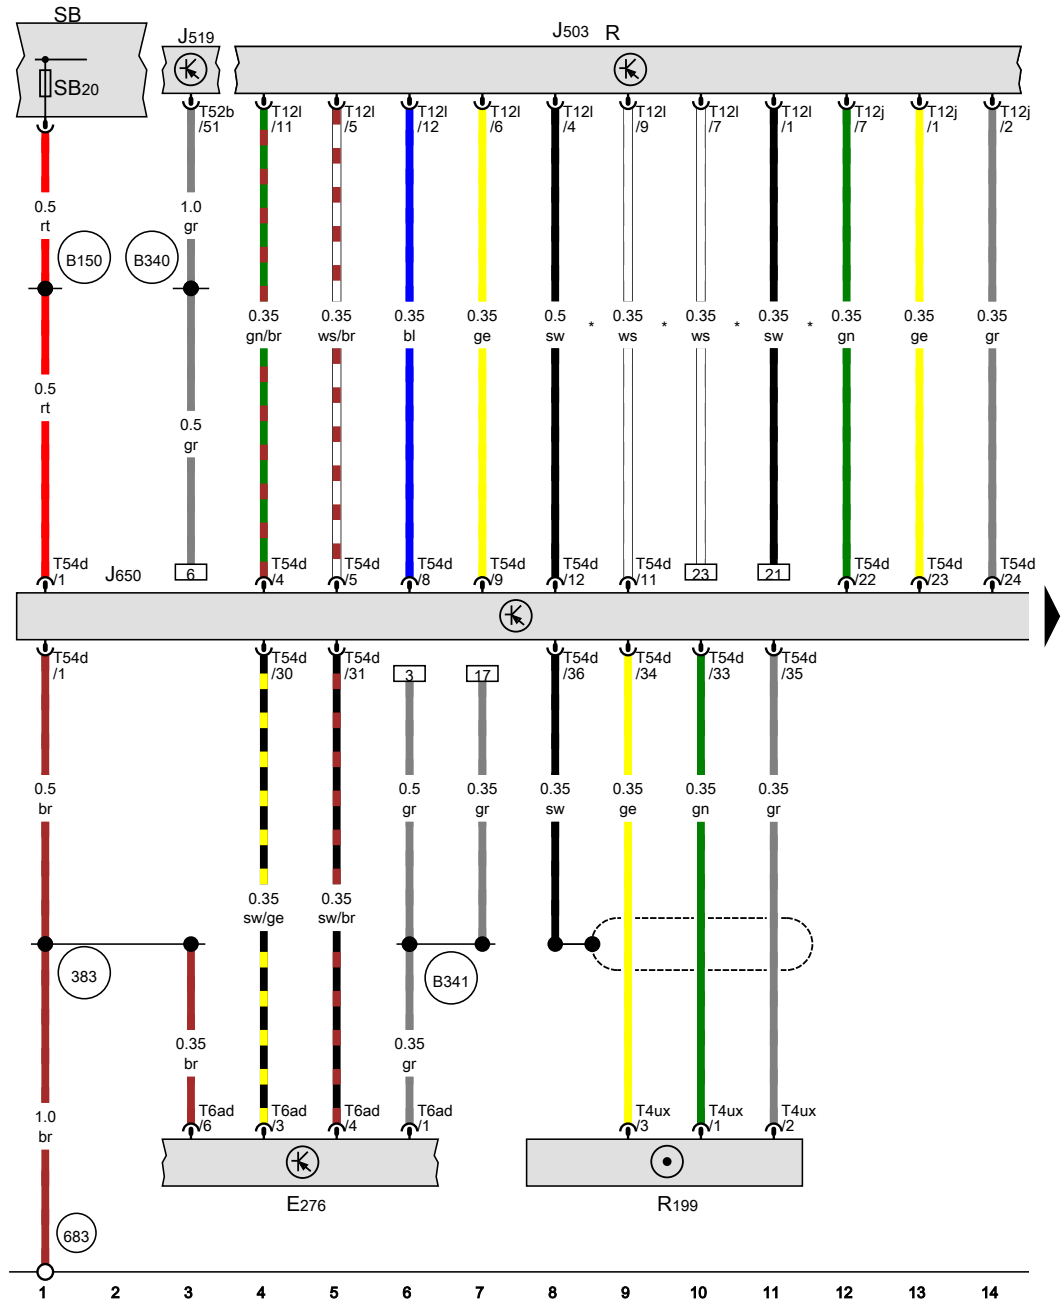 SB
J519
J503 R
SB20
T52b
/51
T12l
/11
T12l
/5
T12l
/12
T12l
/6
T12l
/4
T12l
/9
T12l
/7
T12l
/1
T12j
/7
T12j
/1
T12j
/2
0.5
rt
1.0
gr
B150
B340
0.35
gn/br
0.35
ws/br
0.35
bl
0.35
ge
0.5
sw
*
0.35
ws
*
0.35
ws
*
0.35
sw
*
0.35
gn
0.35
ge
0.35
gr
0.5
rt
0.5
gr
T54d
/1
J650
6
T54d
/4
T54d
/5
T54d
/8
T54d
/9
T54d
/12
T54d
/11
23
21
T54d
/22
T54d
/23
T54d
/24
T54d
/1
T54d
/30
T54d
/31
3
17
T54d
/36
T54d
/34
T54d
/33
T54d
/35
0.5
br
0.5
gr
0.35
gr
0.35
sw
0.35
ge
0.35
gn
0.35
gr
0.35
sw/ge
0.35
sw/br
383
B341
0.35
br
0.35
gr
1.0
br
T6ad
/6
T6ad
/3
T6ad
/4
T6ad
/1
T4ux
/3
T4ux
/1
T4ux
/2
E276
R199
683
1 2 3 4 5 6 7 8 9 10 11 12 13 14